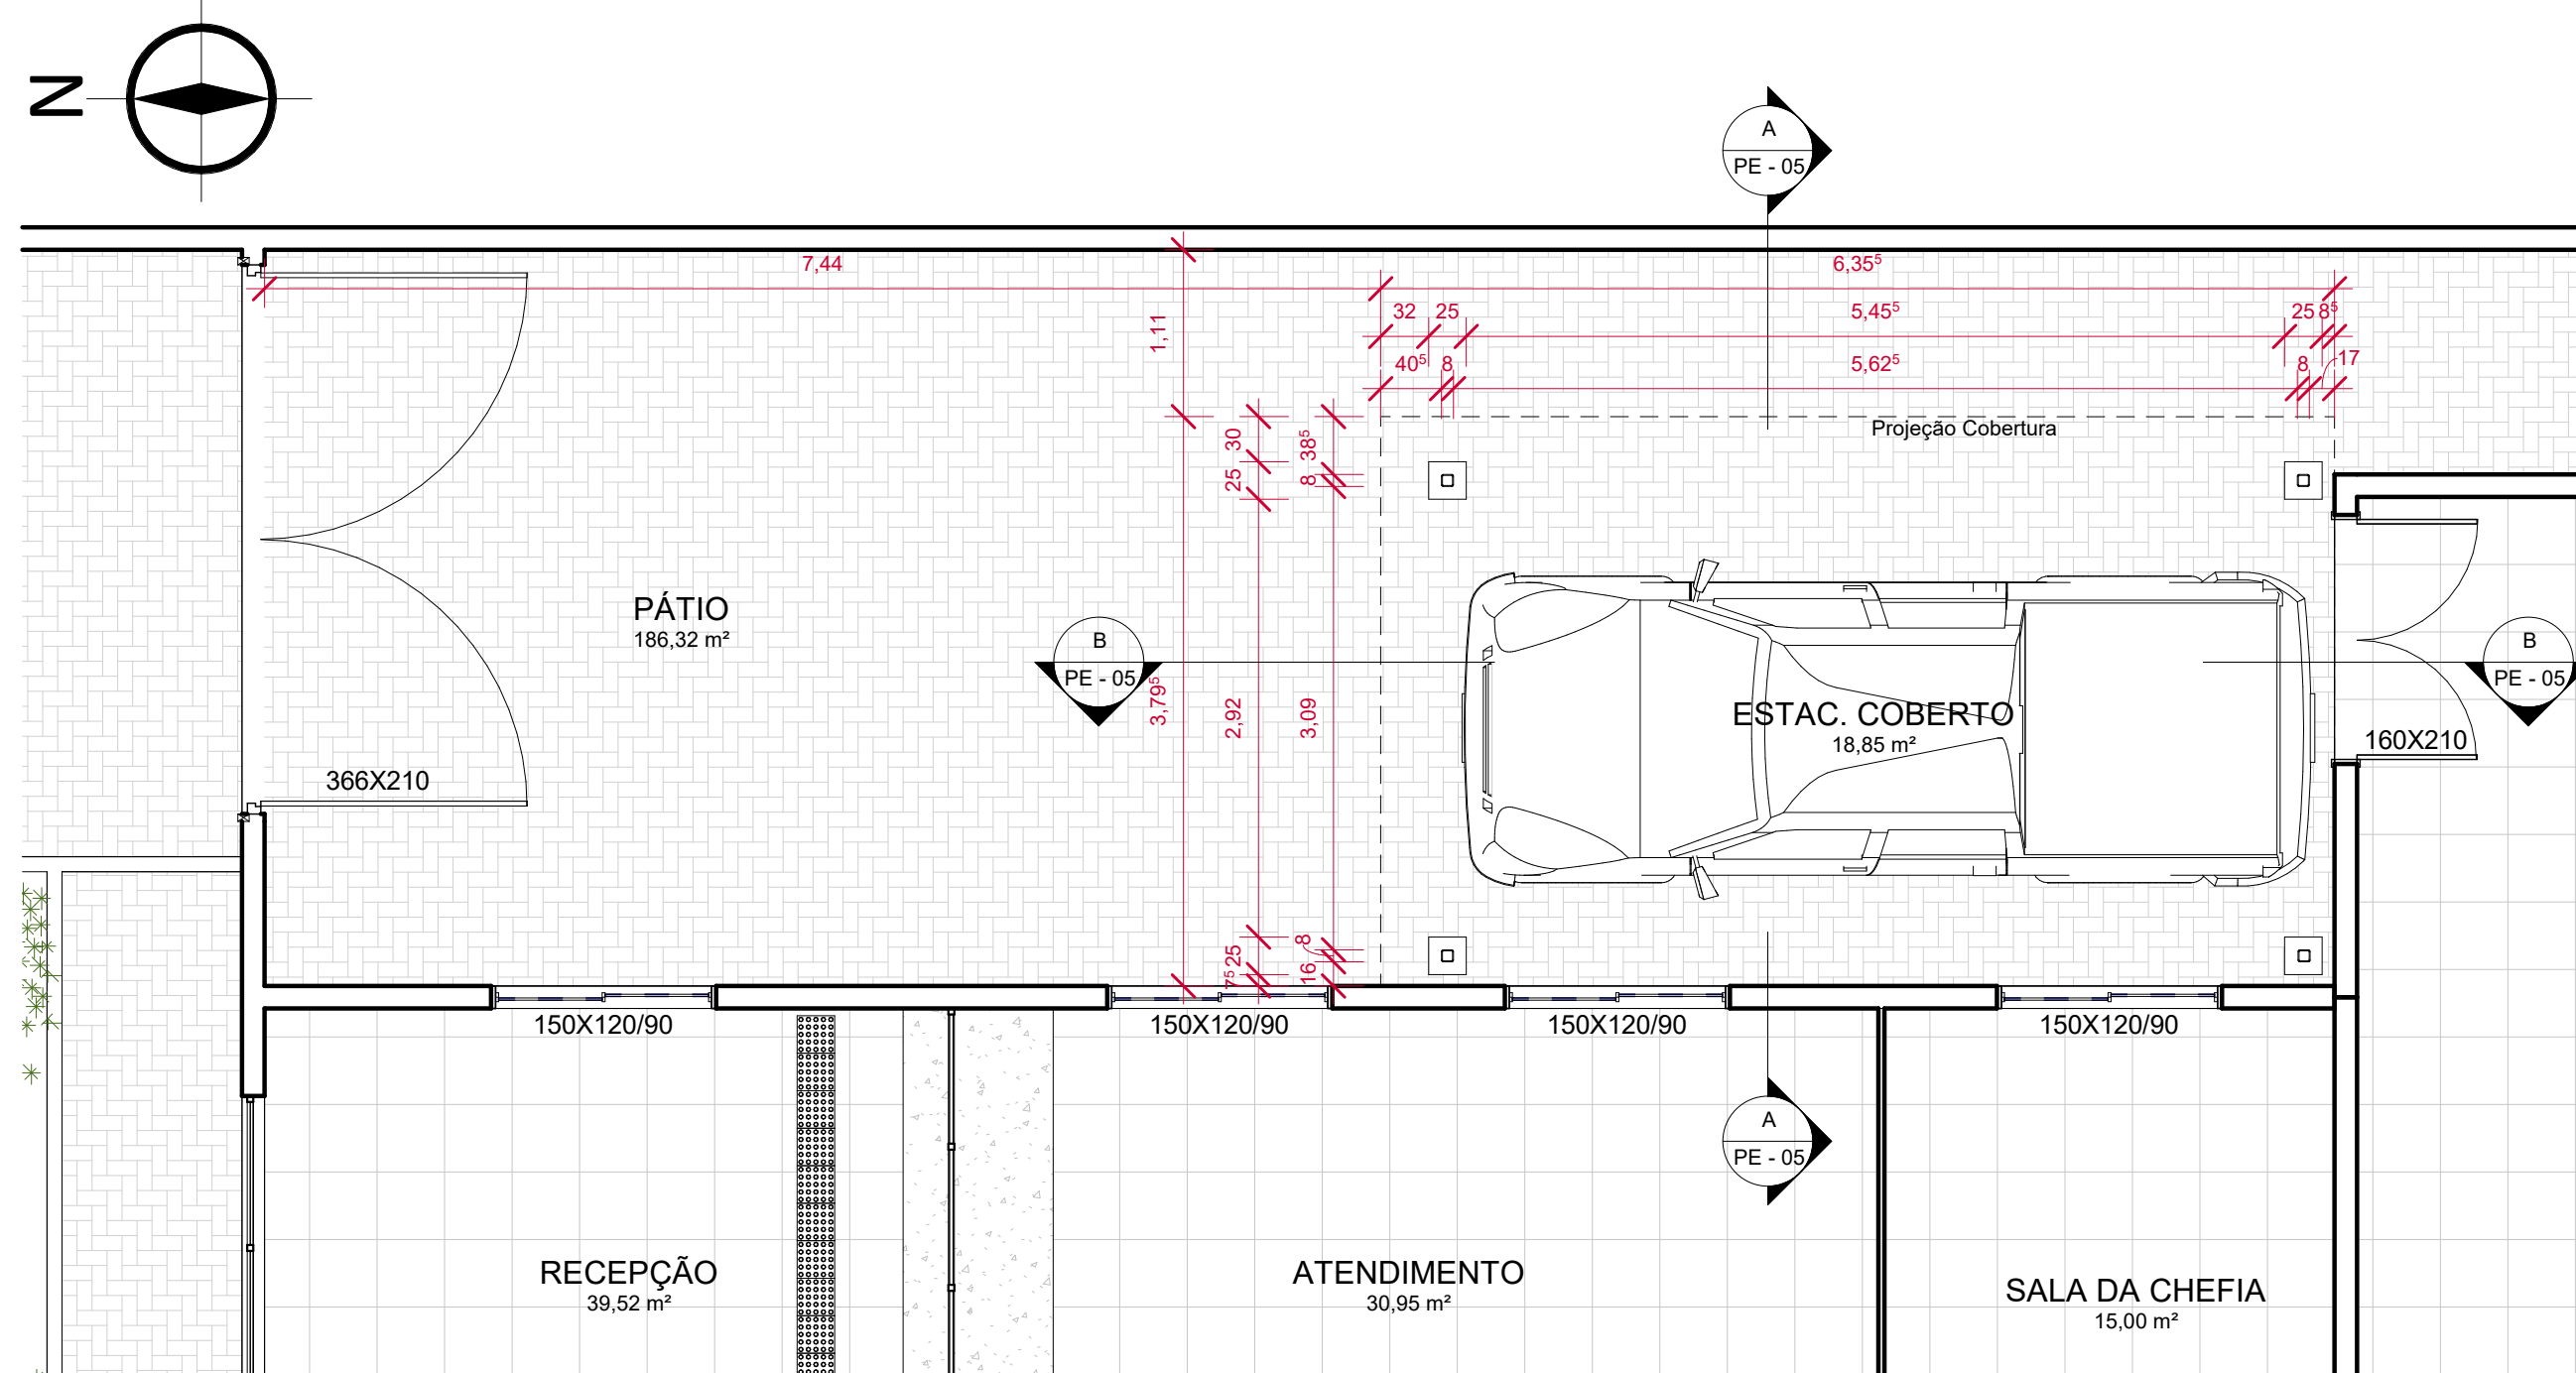 N
A
PE - 05
7,44
6,35⁵
32
25
5,45⁵
25
8⁵
1,11
40⁵
8
5,62⁵
8
17
Projeção Cobertura
30
38⁵
25
8
PÁTIO
186,32 m²
B
PE - 05
B
PE - 05
3,79⁵
2,92
3,09
ESTAC. COBERTO
18,85 m²
160X210
366X210
25
8
7⁵
16
150X120/90
150X120/90
150X120/90
150X120/90
A
PE - 05
RECEPÇÃO
39,52 m²
ATENDIMENTO
30,95 m²
SALA DA CHEFIA
15,00 m²